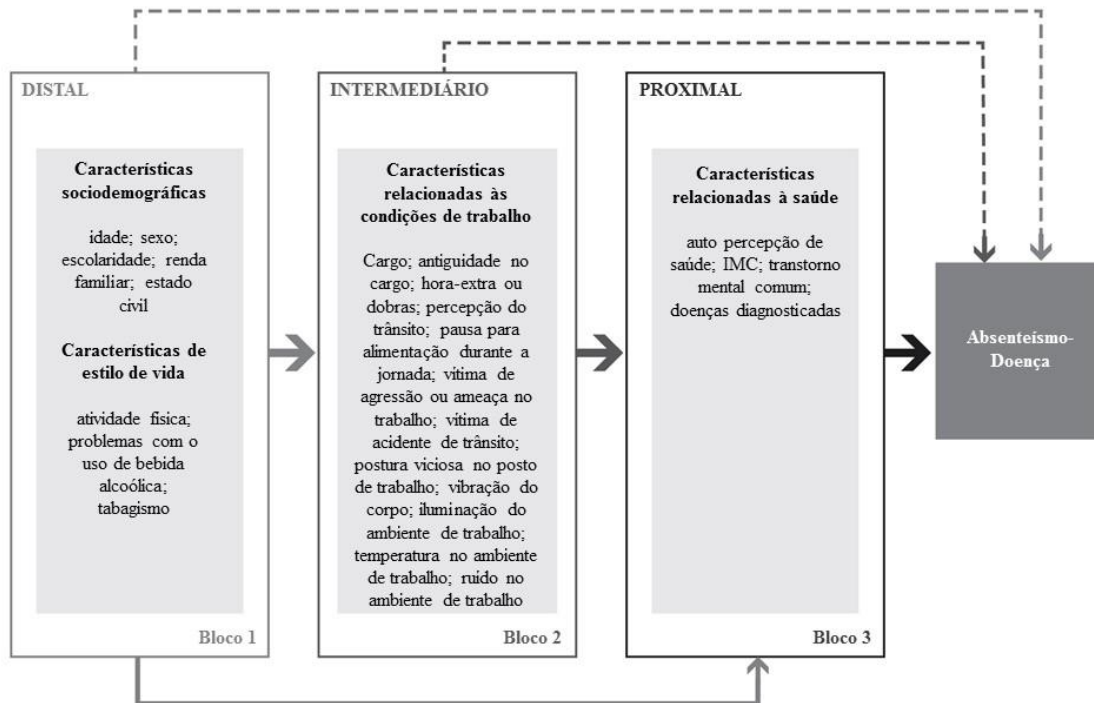 DISTAL
Características
sociodemográficas
idade; sexo;
escolaridade; renda
familiar; estado
civil
Características de
estilo de vida
atividade física;
problemas com o
uso de bebida
alcoólica;
tabagismo
Bloco 1
INTERMEDIÁRIO
Características
relacionadas às
condições de trabalho
Cargo; antiguidade no
cargo; hora-extra ou
dobras; percepção do
trânsito; pausa para
alimentação durante a
jornada; vítima de
agressão ou ameaça no
trabalho; vítima de
acidente de trânsito;
postura viciosa no posto
de trabalho; vibração do
corpo; iluminação do
ambiente de trabalho;
temperatura no ambiente
de trabalho; ruído no
ambiente de trabalho
Bloco 2
PROXIMAL
Características
relacionadas à saúde
auto percepção de
saúde; IMC; transtorno
mental comum;
doenças diagnosticadas
Bloco 3
Absenteísmo-
Doença